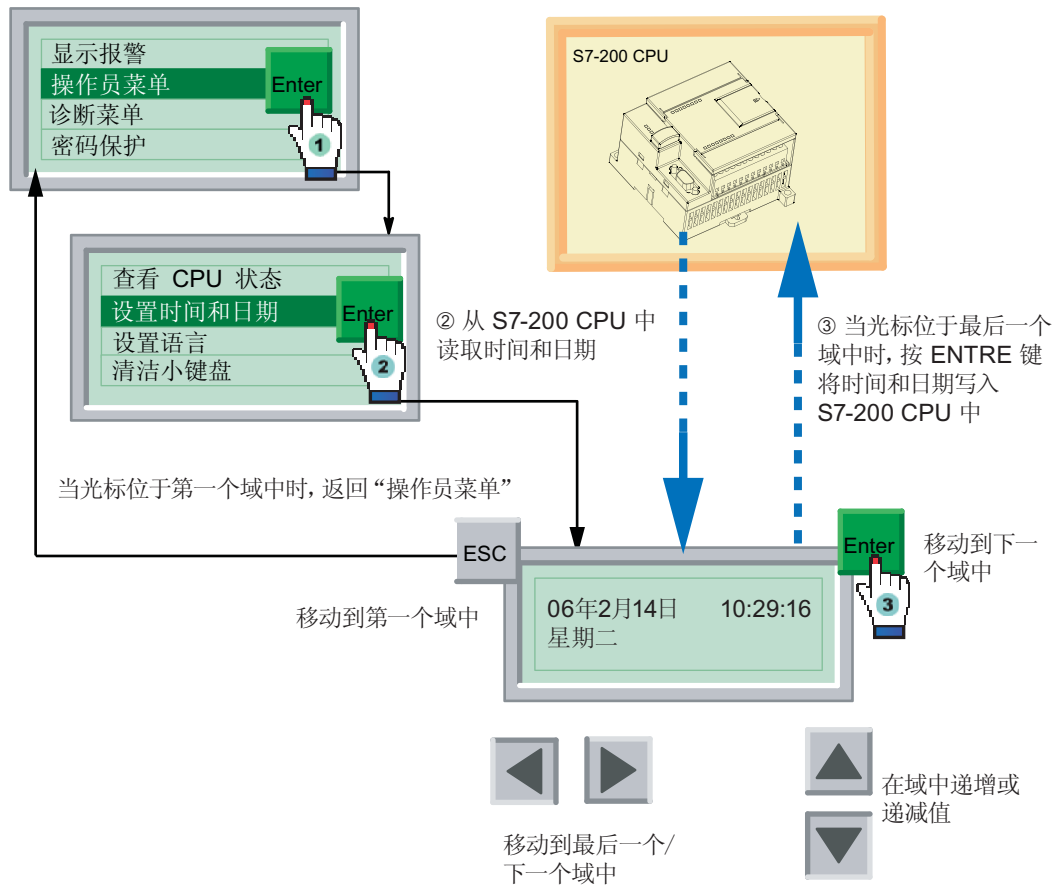 显示报警
操作员菜单
诊断菜单
密码保护
Enter
1
S7-200 CPU
查看 CPU 状态
设置时间和日期
设置语言
清洁小键盘
Enter
2
② 从 S7-200 CPU 中
读取时间和日期
③ 当光标位于最后一个
域中时, 按 ENTRE 键
将时间和日期写入
S7-200 CPU 中
当光标位于第一个域中时, 返回 “操作员菜单”
ESC
移动到第一个域中
06年2月14日 10:29:16
星期二
Enter
3
移动到下一
个域中
移动到最后一个/
下一个域中
在域中递增或
递减值